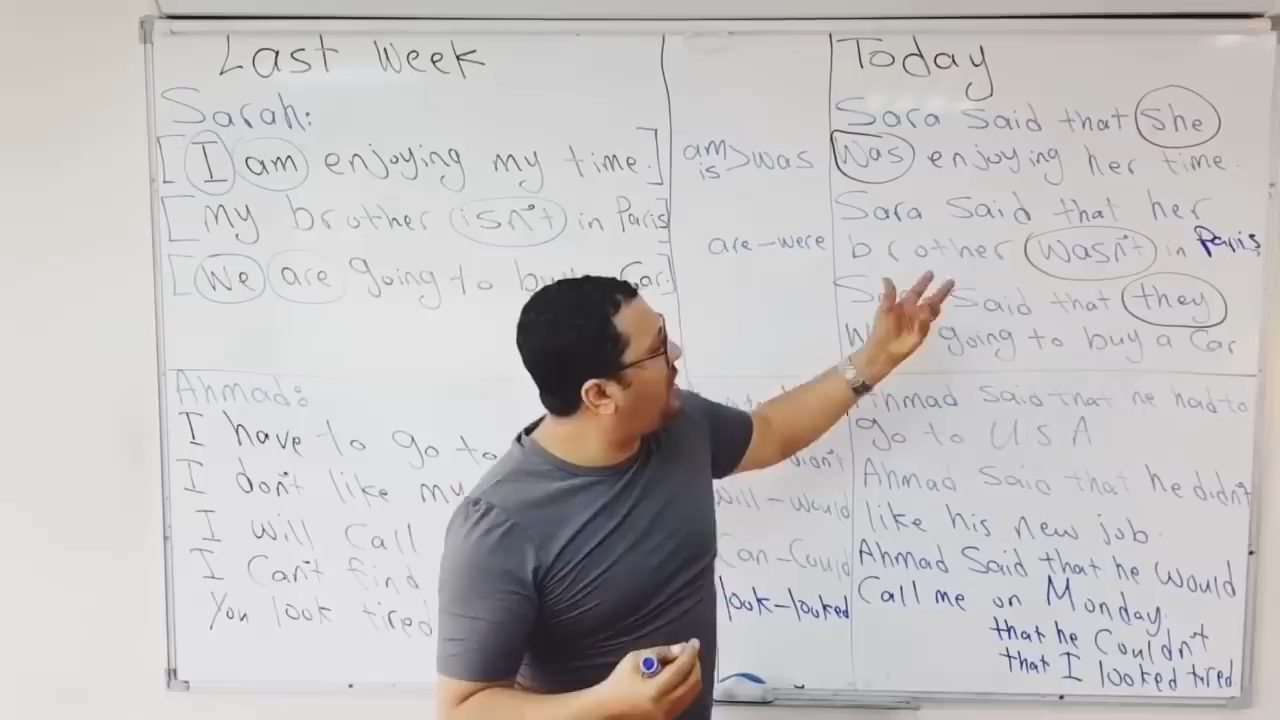 Last Week
Sarah:
[I am enjoying my time.]
[My brother isn't in Paris]
[We are going to buy Car.]
Ahmad:
I have to go to
I don't like my
I will Call
I Can't find
You look tired
am
is > was
are-were
didn't
Will-Would
Can-Could
look-looked
Today
Sara Said that She
Was enjoying her time.
Sara Said that her
brother wasn't in Paris.
Said that they
going to buy a Car
Ahmad Said that he had to
go to U.S.A
Ahmad Said that he didn't
like his new job.
Ahmad Said that he would
Call me on Monday.
that he Couldn't
that I looked tired.